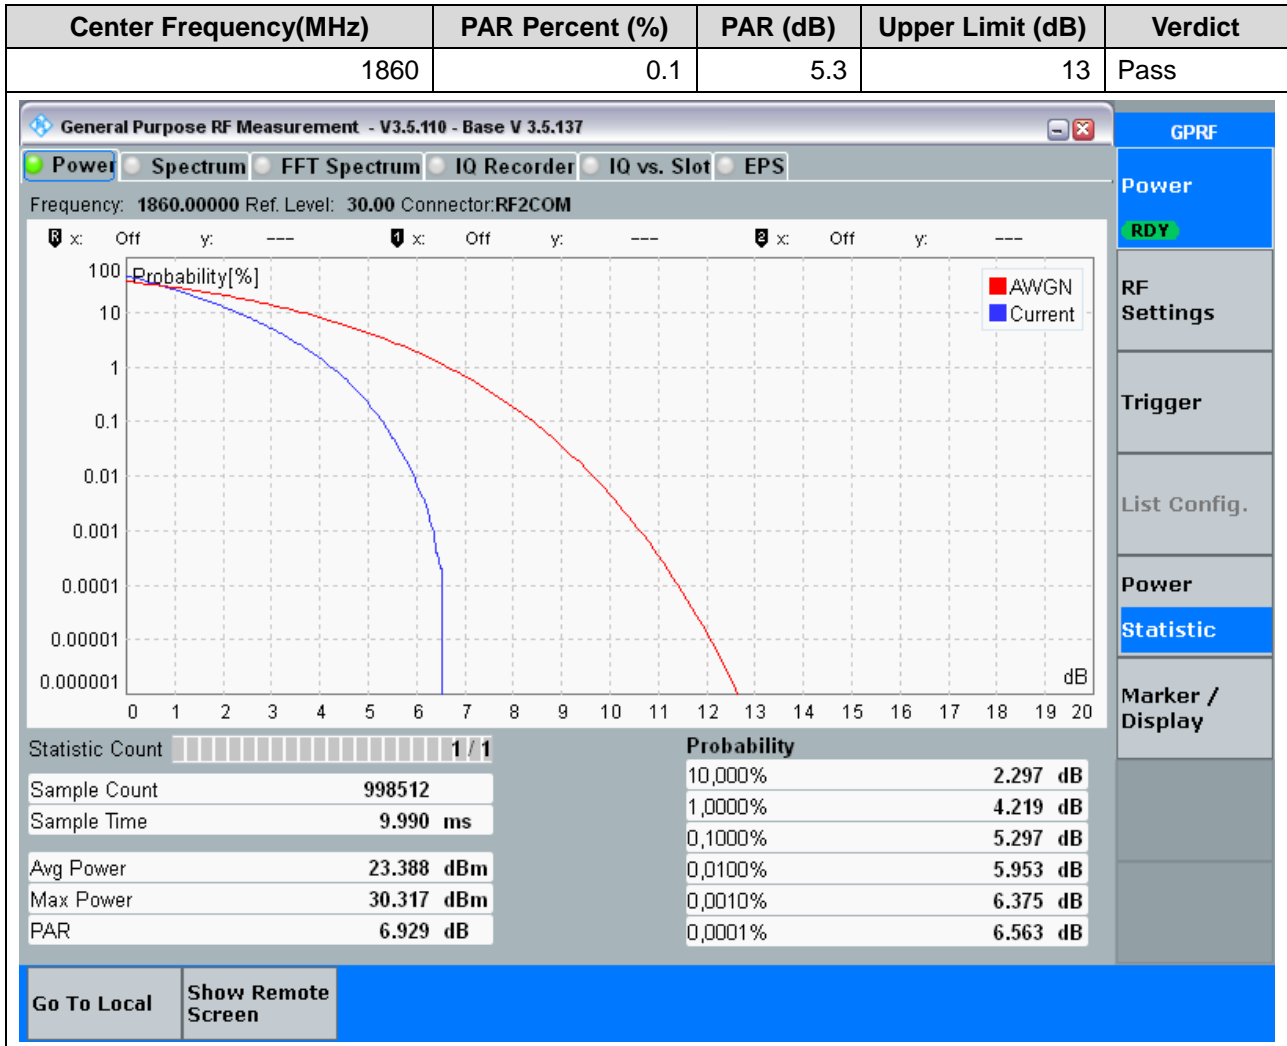 Center Frequency(MHz) PAR Percent (%) PAR (dB) Upper Limit (dB) Verdict
1860 0.1 5.3 13 Pass
General Purpose RF Measurement - V3.5.110 - Base V 3.5.137
GPRF
Power Spectrum FFT Spectrum IQ Recorder IQ vs. Slot EPS
Frequency: 1860.00000 Ref. Level: 30.00 Connector:RF2COM
R x: Off y: --- 1 x: Off y: --- 2 x: Off y: ---
Probability[%]
100
10
1
0.1
0.01
0.001
0.0001
0.00001
0.000001
AWGN
Current
dB
0 1 2 3 4 5 6 7 8 9 10 11 12 13 14 15 16 17 18 19 20
Statistic Count 1 / 1
Sample Count 998512
Sample Time 9.990 ms
Avg Power 23.388 dBm
Max Power 30.317 dBm
PAR 6.929 dB
Probability
10,000% 2.297 dB
1,0000% 4.219 dB
0,1000% 5.297 dB
0,0100% 5.953 dB
0,0010% 6.375 dB
0,0001% 6.563 dB
Power
RDY
RF
Settings
Trigger
List Config.
Power
Statistic
Marker /
Display
Go To Local
Show Remote
Screen